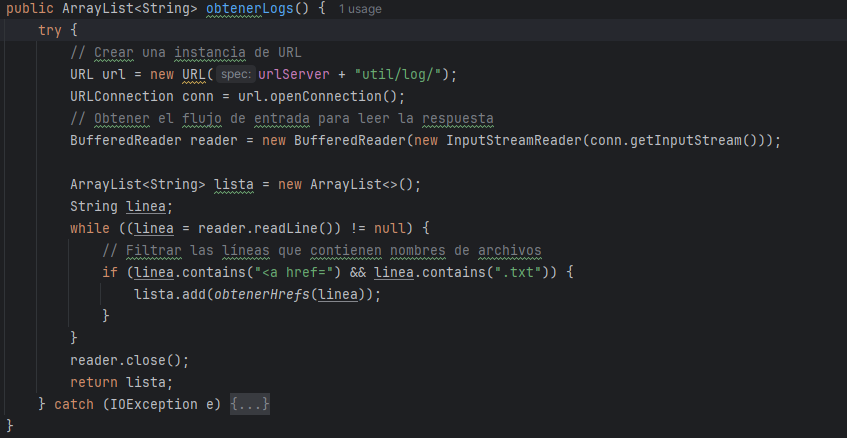 public ArrayList<String> obtenerLogs() { 1 usage
try {
// Crear una instancia de URL
URL url = new URL( spec: urlServer + "util/log/");
URLConnection conn = url.openConnection();
// Obtener el flujo de entrada para leer la respuesta
BufferedReader reader = new BufferedReader(new InputStreamReader(conn.getInputStream()));
ArrayList<String> lista = new ArrayList<>();
String linea;
while ((linea = reader.readLine()) != null) {
// Filtrar las líneas que contienen nombres de archivos
if (linea.contains("<a href=") && linea.contains(".txt")) {
lista.add(obtenerHrefs(linea));
}
}
reader.close();
return lista;
} catch (IOException e) {...}
}